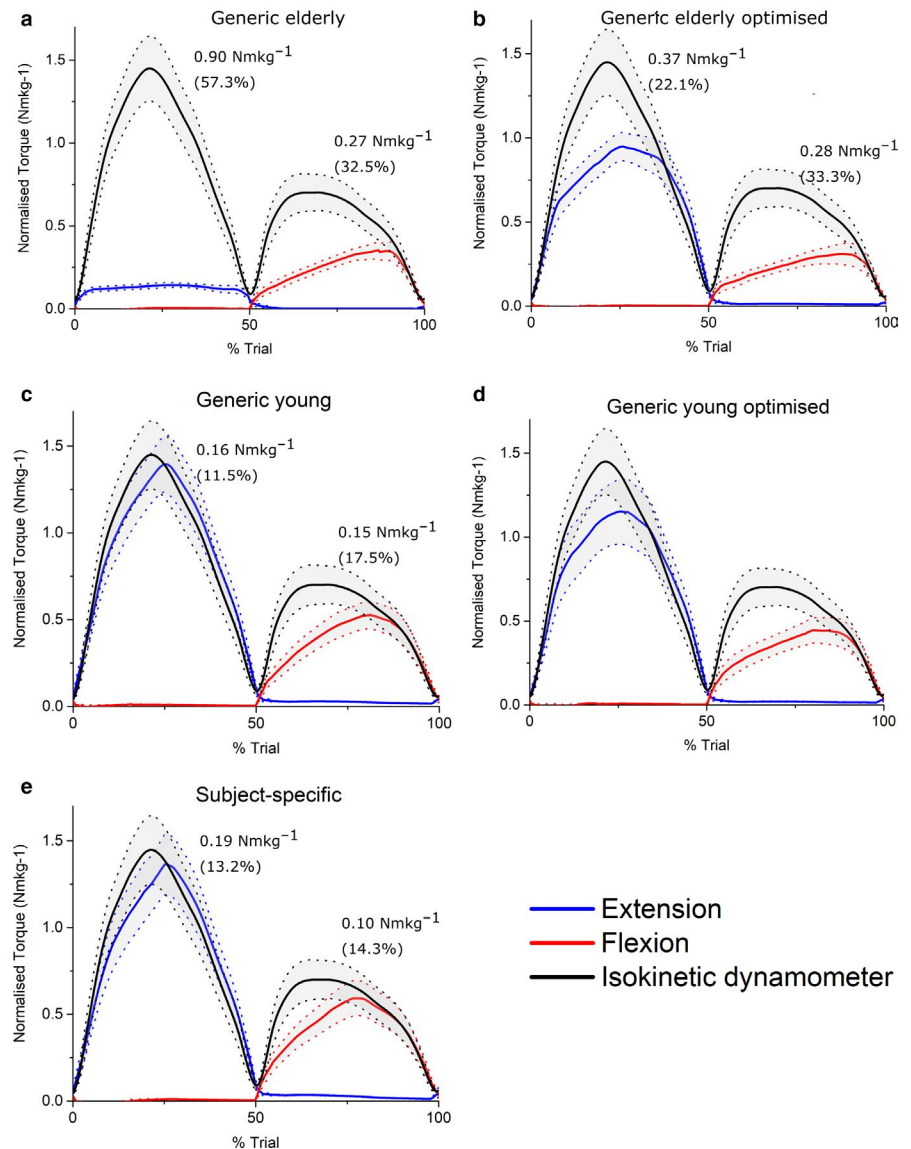 a
Generic elderly
Normalised Torque (Nmkg-1)
1.5
1.0
0.5
0.0
0.90 Nmkg⁻¹
(57.3%)
0.27 Nmkg⁻¹
(32.5%)
0
50
100
% Trial
b
Generic elderly optimised
Normalised Torque (Nmkg-1)
1.5
1.0
0.5
0.0
0.37 Nmkg⁻¹
(22.1%)
0.28 Nmkg⁻¹
(33.3%)
0
50
100
% Trial
c
Generic young
Normalised Torque (Nmkg-1)
1.5
1.0
0.5
0.0
0.16 Nmkg⁻¹
(11.5%)
0.15 Nmkg⁻¹
(17.5%)
0
50
100
% Trial
d
Generic young optimised
Normalised Torque (Nmkg-1)
1.5
1.0
0.5
0.0
0
50
100
% Trial
e
Subject-specific
Normalised Torque (Nmkg-1)
1.5
1.0
0.5
0.0
0.19 Nmkg⁻¹
(13.2%)
0.10 Nmkg⁻¹
(14.3%)
0
50
100
% Trial
Extension
Flexion
Isokinetic dynamometer